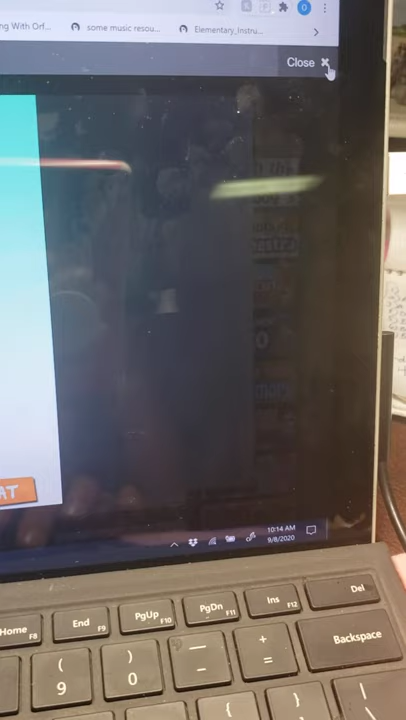 ng With Orf...
some music resou...
Elementary_Instru...
Close
AT
10:14 AM
9/8/2020
Home
F8
End
F9
PgUp
F10
PgDn
F11
Ins
F12
Del
(
9
)
0
—
-
+
=
Backspace
{
}
|